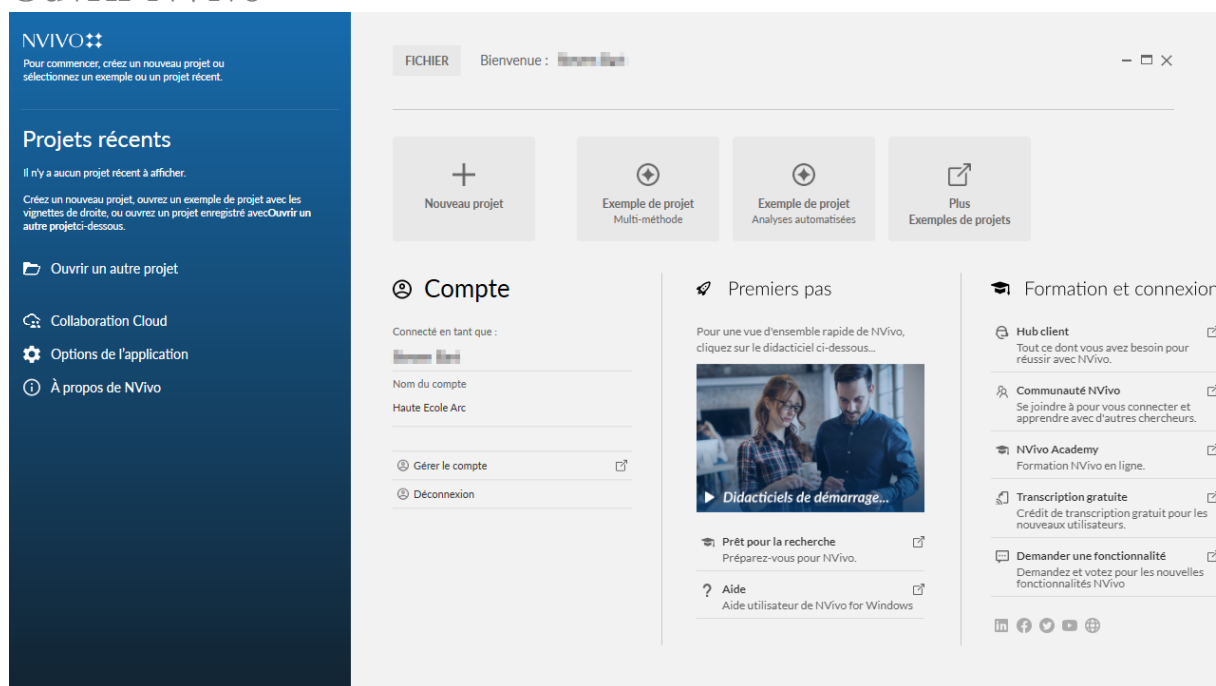 NVIVO
Pour commencer, créez un nouveau projet ou
sélectionnez un exemple ou un projet récent.
Projets récents
Il n'y a aucun projet récent à afficher.
Créez un nouveau projet, ouvrez un exemple de projet avec les
vignettes de droite, ou ouvrez un projet enregistré avecOuvrir un
autre projetci-dessous.
Ouvrir un autre projet
Collaboration Cloud
Options de l'application
À propos de NVivo
FICHIER
Bienvenue :
Nouveau projet
Exemple de projet
Multi-méthode
Exemple de projet
Analyses automatisées
Plus
Exemples de projets
Compte
Connecté en tant que :
Nom du compte
Haute Ecole Arc
Gérer le compte
Déconnexion
Premiers pas
Pour une vue d'ensemble rapide de NVivo,
cliquez sur le didacticiel ci-dessous...
Didacticiels de démarrage...
Prêt pour la recherche
Préparez-vous pour NVivo.
Aide
Aide utilisateur de NVivo for Windows
Formation et connexion
Hub client
Tout ce dont vous avez besoin pour
réussir avec NVivo.
Communauté NVivo
Se joindre à pour vous connecter et
apprendre avec d'autres chercheurs.
NVivo Academy
Formation NVivo en ligne.
Transcription gratuite
Crédit de transcription gratuit pour les
nouveaux utilisateurs.
Demander une fonctionnalité
Demandez et votez pour les nouvelles
fonctionnalités NVivo